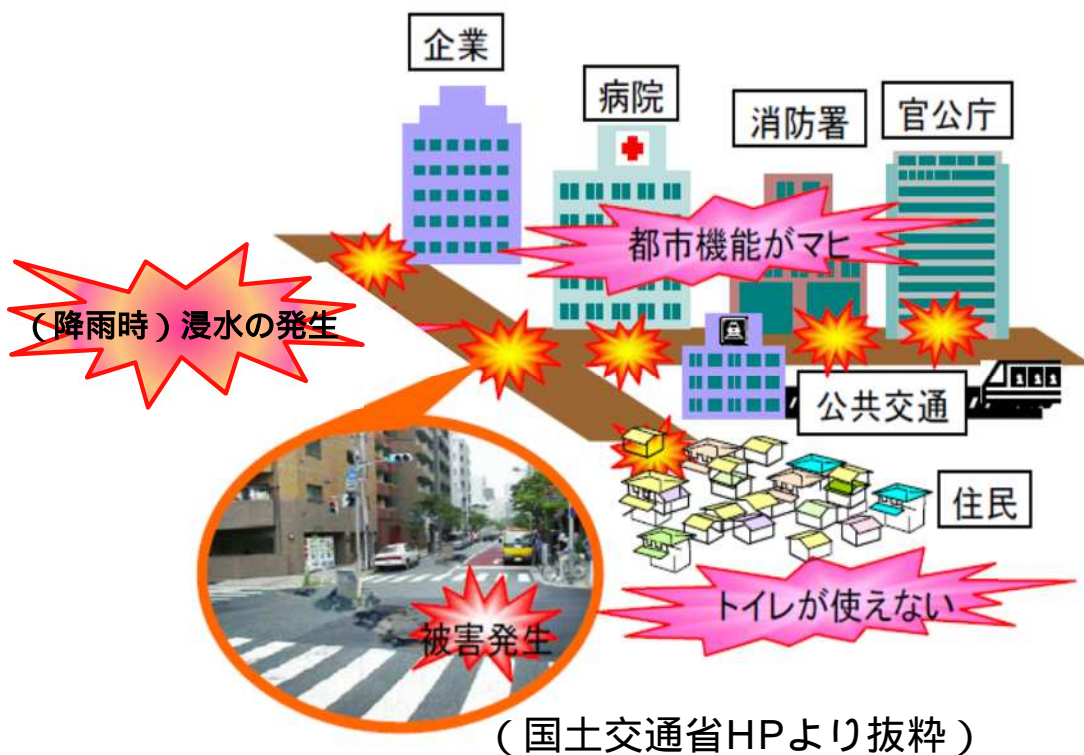 企業
病院
消防署
官公庁
都市機能がマヒ
（降雨時）浸水の発生
公共交通
住民
トイレが使えない
被害発生
（国土交通省HPより抜粋）